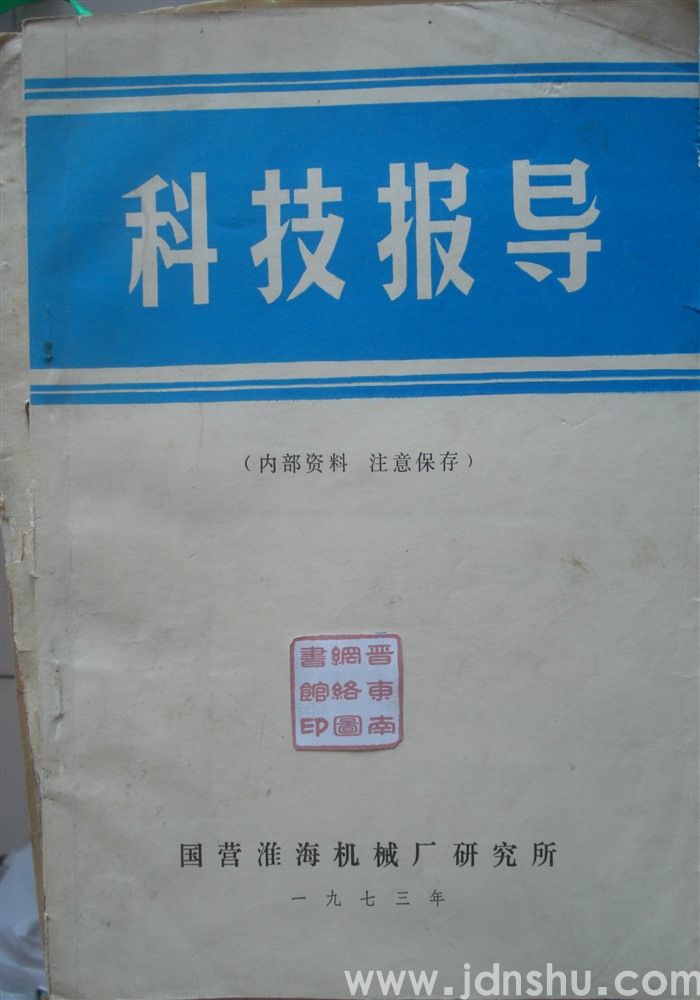 科技报导
（内部资料 注意保存）
晋東南
網絡圖
書館印
国营淮海机械厂研究所
一九七三年
www.jdnshu.com